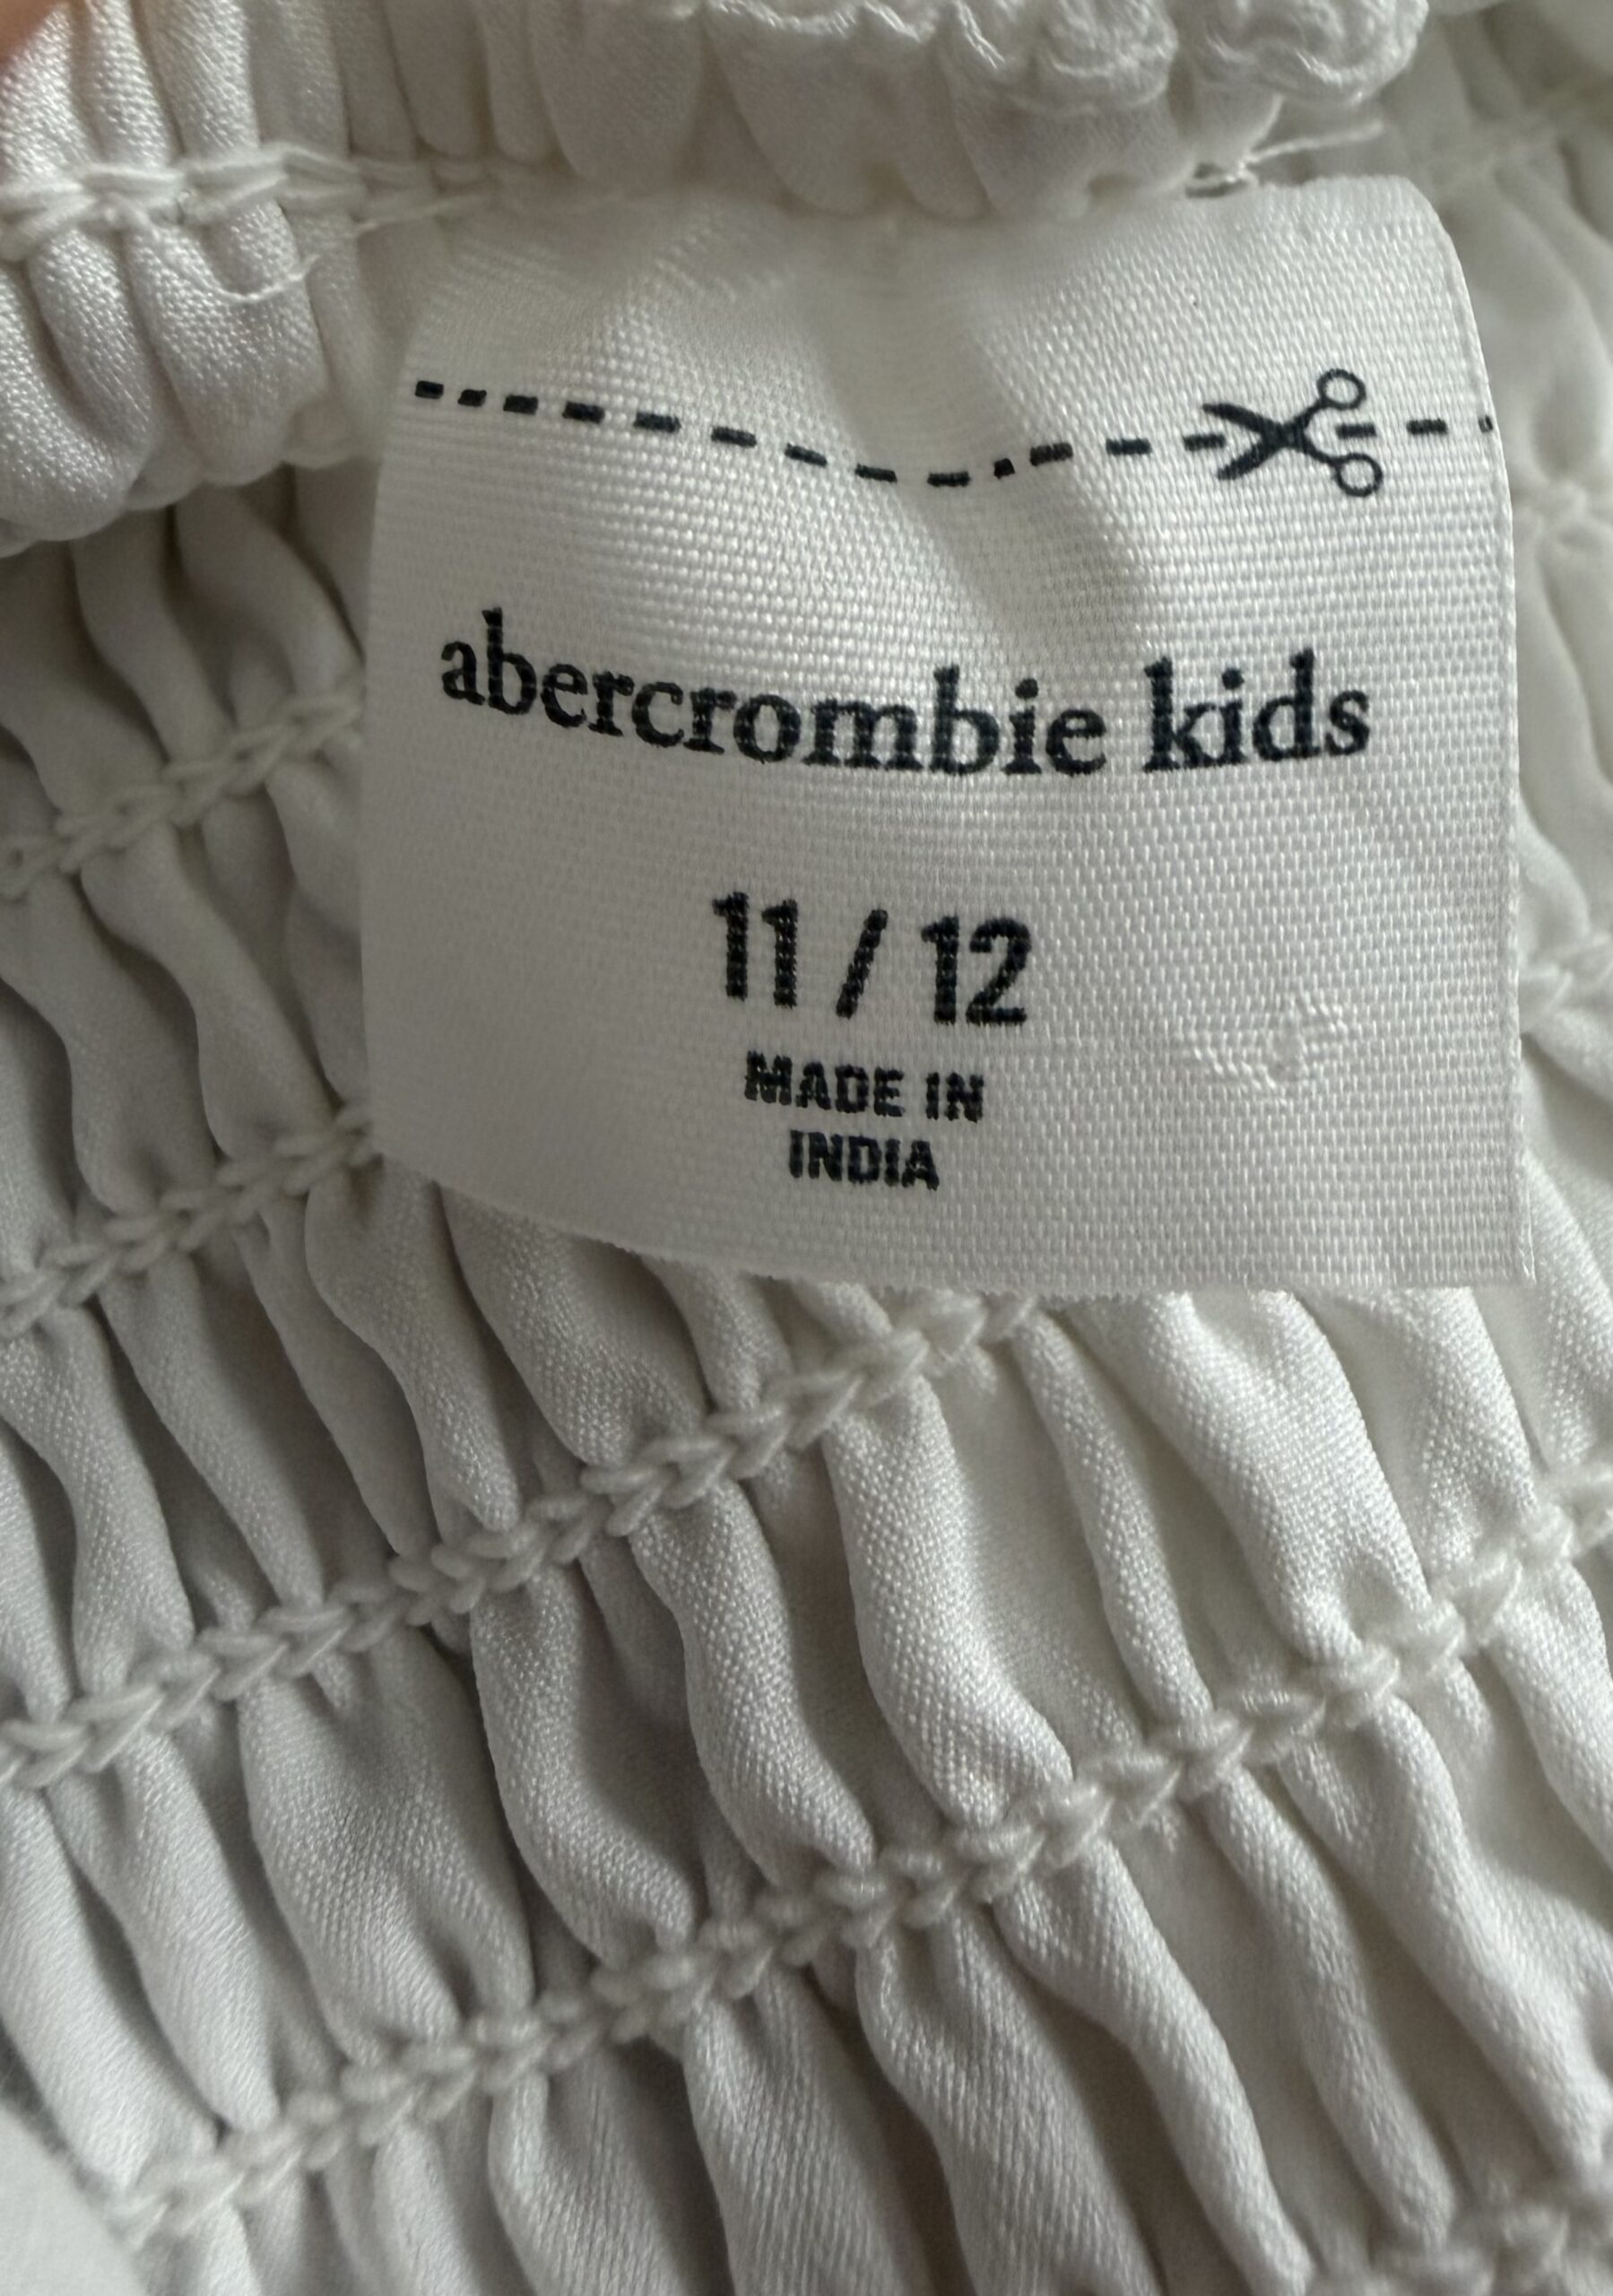 abercrombie kids
11 / 12
MADE IN
INDIA